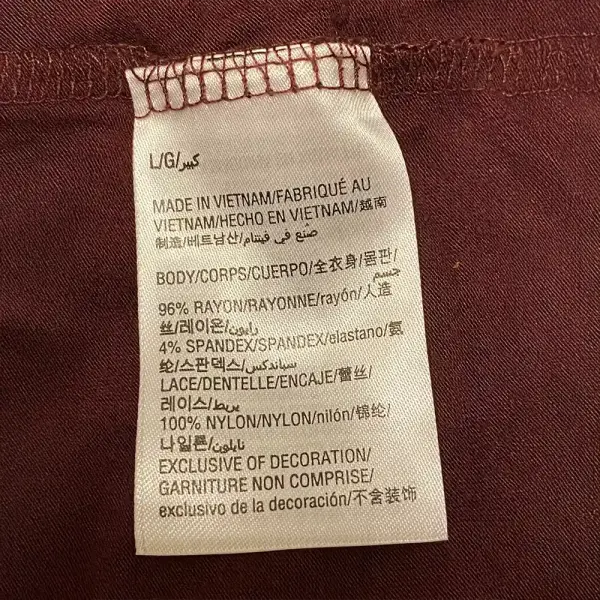 L/G/كبير
MADE IN VIETNAM/FABRIQUÉ AU
VIETNAM/HECHO EN VIETNAM/越南
制造/베트남산/صنع في فيتنام
BODY/CORPS/CUERPO/全衣身/몸판/
جسم
96% RAYON/RAYONNE/rayón/人造
丝/레이온/رايون
4% SPANDEX/SPANDEX/elastano/氨
纶/스판덱스/سباندكس
LACE/DENTELLE/ENCAJE/蕾丝/
레이스/شريط
100% NYLON/NYLON/nilón/锦纶/
나일론/نايلون
EXCLUSIVE OF DECORATION/
GARNITURE NON COMPRISE/
exclusivo de la decoración/不含装饰